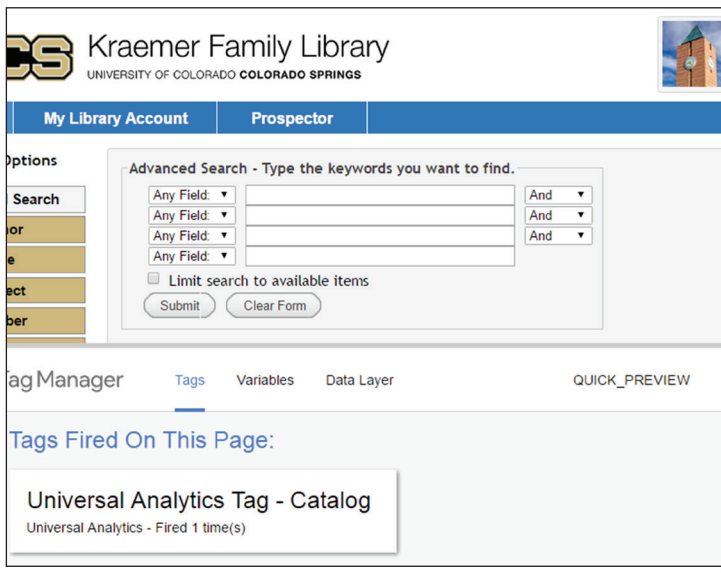 CS Kraemer Family Library
UNIVERSITY OF COLORADO COLORADO SPRINGS
My Library Account Prospector
Options
Search
Advanced Search - Type the keywords you want to find.
Any Field: And
Any Field: And
Any Field: And
Any Field:
Limit search to available items
Submit Clear Form
ag Manager Tags Variables Data Layer QUICK_PREVIEW
Tags Fired On This Page:
Universal Analytics Tag - Catalog
Universal Analytics - Fired 1 time(s)